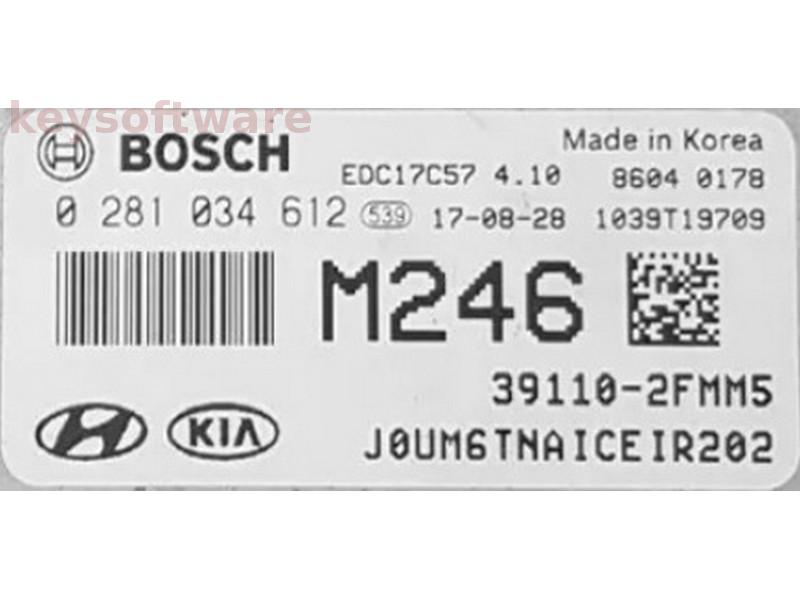 keysoftware
BOSCH
Made in Korea
EDC17C57 4.10 8604 0178
0 281 034 612 539 17-08-28 1039T19709
M246
39110-2FMM5
KIA J0UM6TNAICEIR202